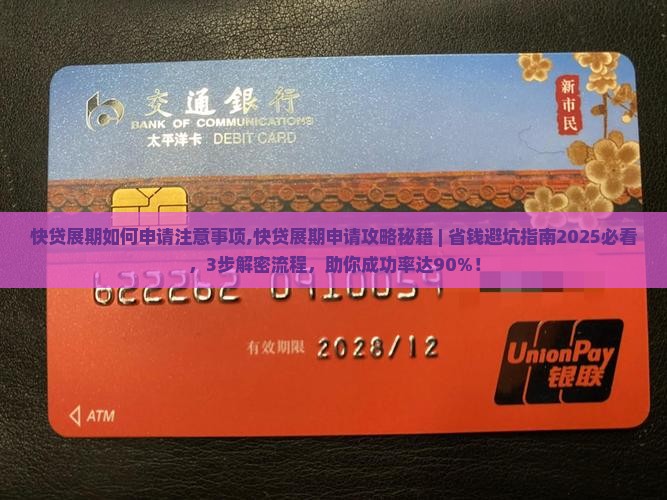 交通銀行
BANK OF COMMUNICATIONS
太平洋卡 DEBIT CARD
新市民
快贷展期如何申请注意事项,快贷展期申请攻略秘籍 | 省钱避坑指南2025必看
，3步解密流程，助你成功率达90%！
有效期限 2028/12
UnionPay
银联
ATM